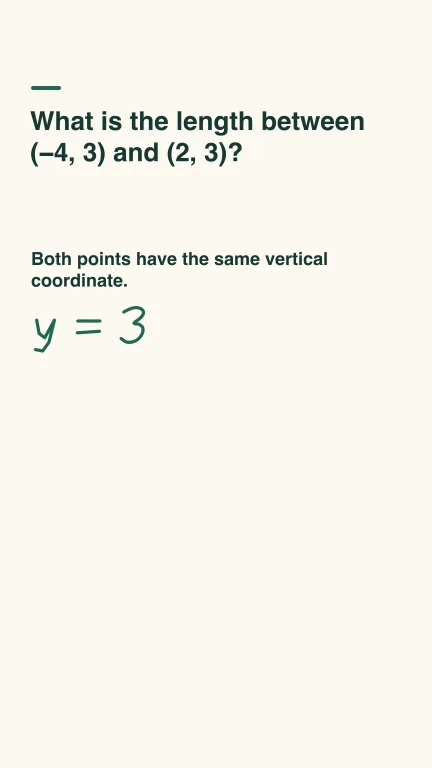 What is the length between
(−4, 3) and (2, 3)?
Both points have the same vertical
coordinate.
y = 3